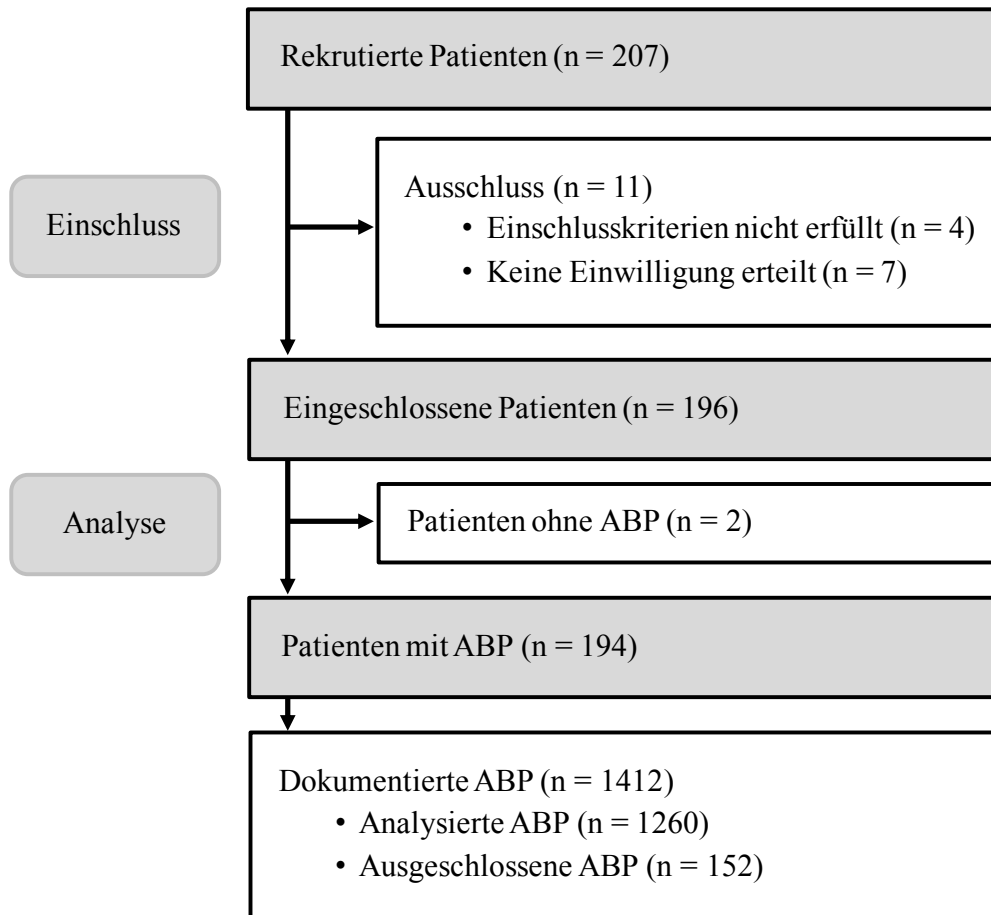 Rekrutierte Patienten (n = 207)
Einschluss
Ausschluss (n = 11)
• Einschlusskriterien nicht erfüllt (n = 4)
• Keine Einwilligung erteilt (n = 7)
Eingeschlossene Patienten (n = 196)
Analyse
Patienten ohne ABP (n = 2)
Patienten mit ABP (n = 194)
Dokumentierte ABP (n = 1412)
• Analysierte ABP (n = 1260)
• Ausgeschlossene ABP (n = 152)